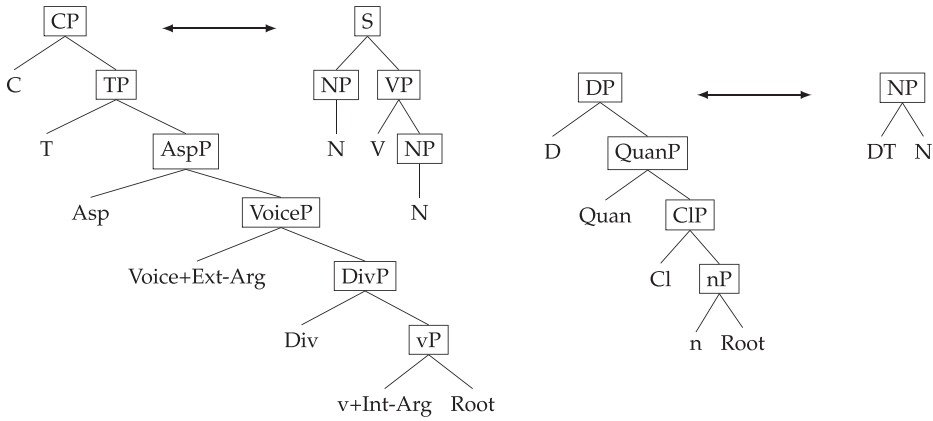 CP S
C TP NP VP DP NP
T AspP N V NP D QuanP DT N
Asp VoiceP N Quan ClP
Voice+Ext-Arg DivP Cl nP
Div vP n Root
v+Int-Arg Root